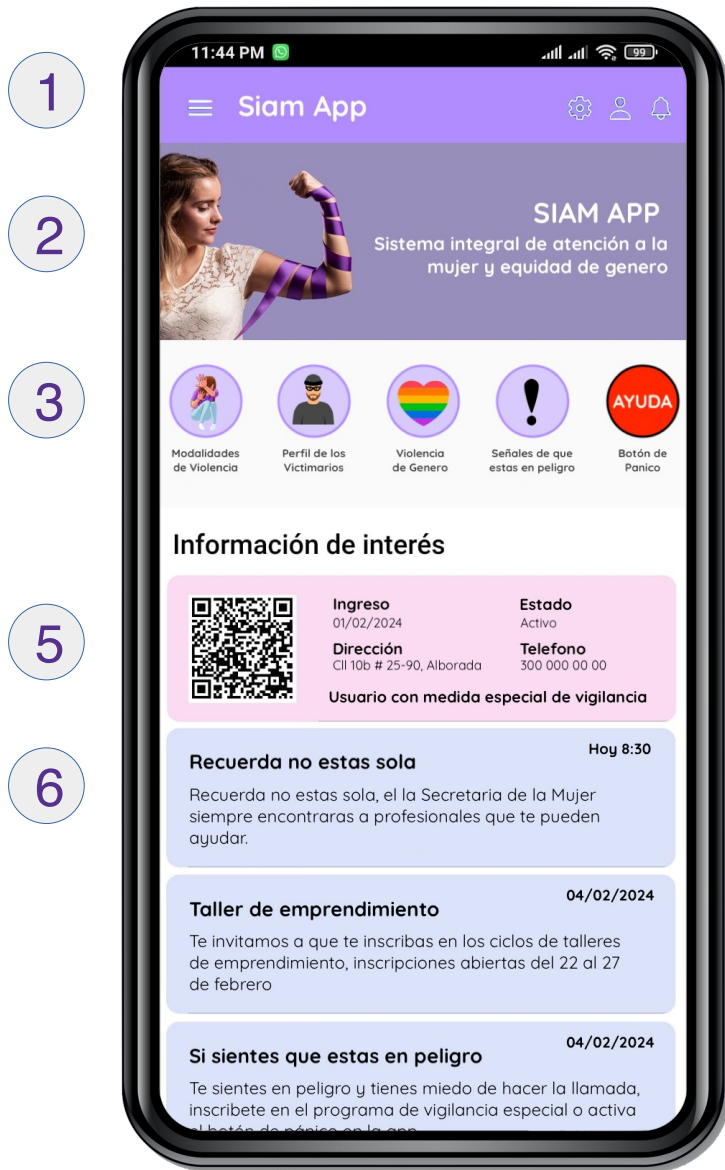 1
11:44 PM
99
Siam App
2
SIAM APP
Sistema integral de atención a la
mujer y equidad de genero
3
AYUDA
Modalidades
de Violencia
Perfil de los
Victimarios
Violencia
de Genero
Señales de que
estas en peligro
Botón de
Panico
Información de interés
5
Ingreso
01/02/2024
Estado
Activo
Dirección
Cll 10b # 25-90, Alborada
Telefono
300 000 00 00
Usuario con medida especial de vigilancia
6
Hoy 8:30
Recuerda no estas sola
Recuerda no estas sola, el la Secretaria de la Mujer
siempre encontraras a profesionales que te pueden
ayudar.
04/02/2024
Taller de emprendimiento
Te invitamos a que te inscribas en los ciclos de talleres
de emprendimiento, inscripciones abiertas del 22 al 27
de febrero
04/02/2024
Si sientes que estas en peligro
Te sientes en peligro y tienes miedo de hacer la llamada,
inscribete en el programa de vigilancia especial o activa
el botón de pánico en la app